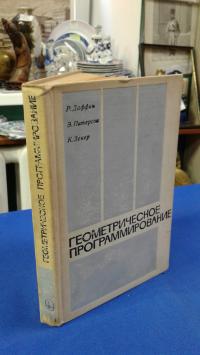 Р. Даффин
Э. Питерсон
К. Зенер
ГЕОМЕТРИЧЕСКОЕ
ПРОГРАММИРОВАНИЕ
ГЕОМЕТРИЧЕСКОЕ ПРОГРАММИРОВАНИЕ